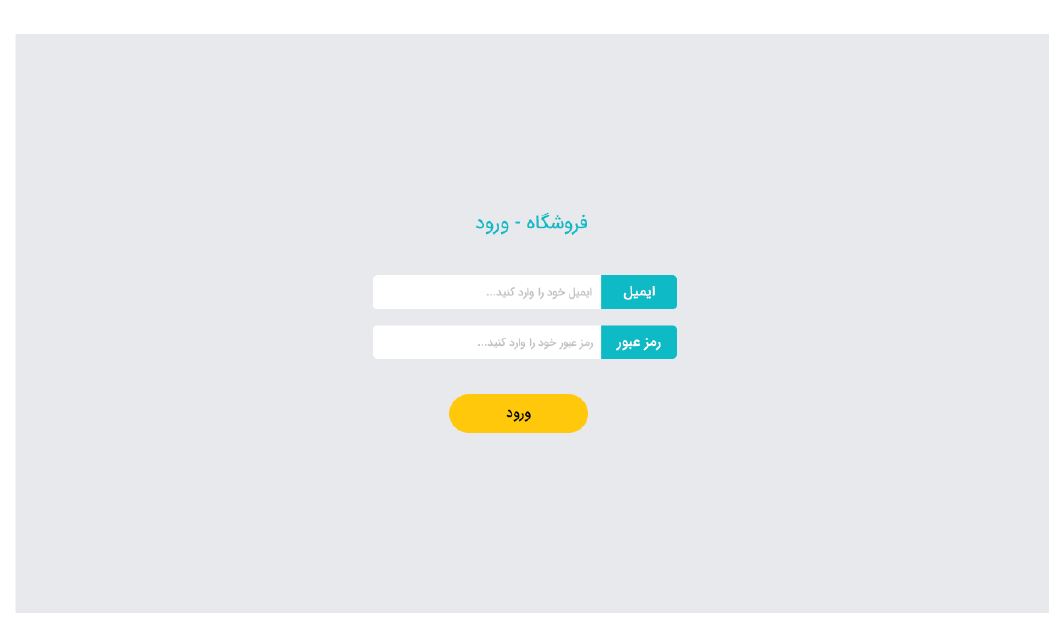 فروشگاه - ورود
ایمیل ایمیل خود را وارد کنید...
رمز عبور رمز عبور خود را وارد کنید...
ورود